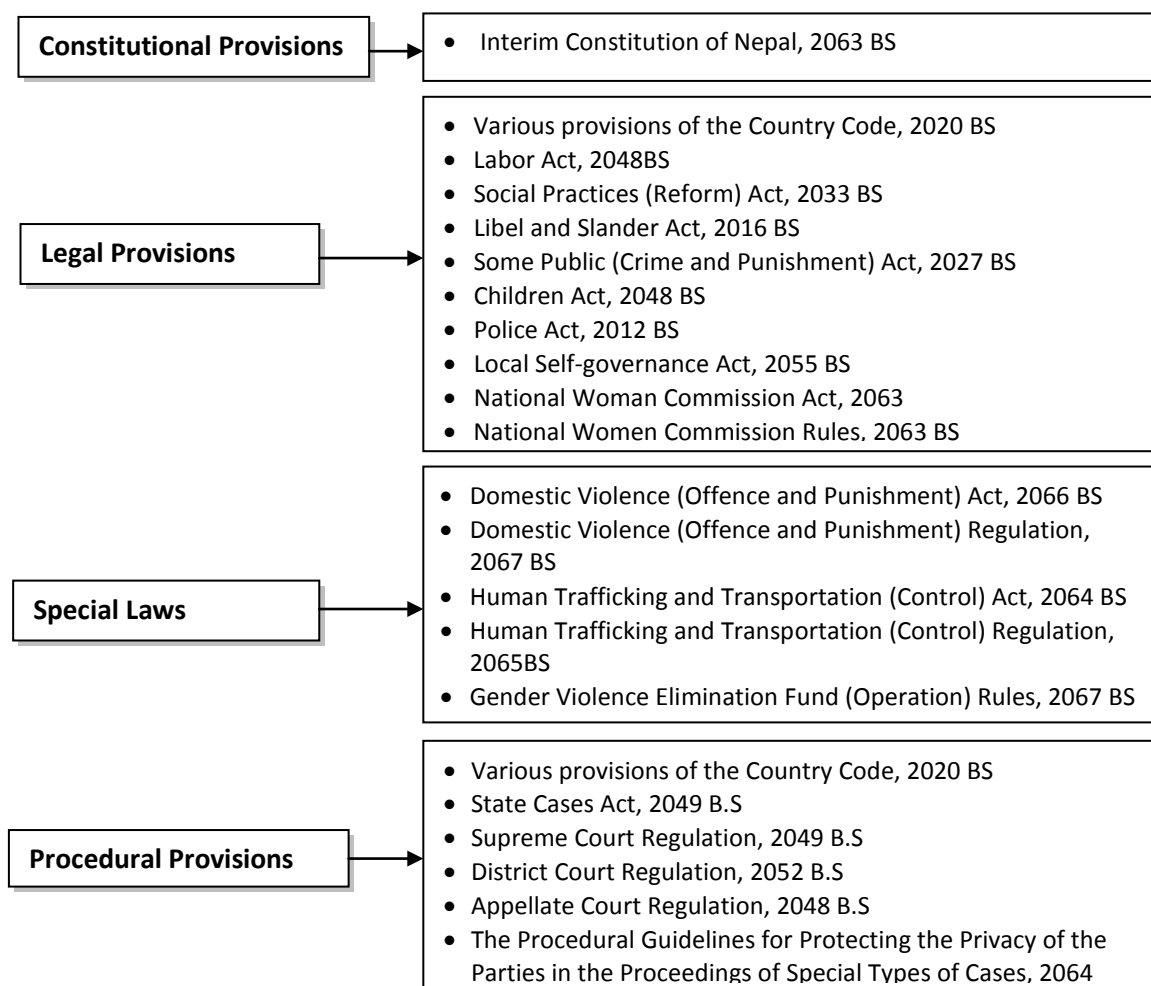 Constitutional Provisions
• Interim Constitution of Nepal, 2063 BS
Legal Provisions
• Various provisions of the Country Code, 2020 BS
• Labor Act, 2048BS
• Social Practices (Reform) Act, 2033 BS
• Libel and Slander Act, 2016 BS
• Some Public (Crime and Punishment) Act, 2027 BS
• Children Act, 2048 BS
• Police Act, 2012 BS
• Local Self-governance Act, 2055 BS
• National Woman Commission Act, 2063
• National Women Commission Rules, 2063 BS
Special Laws
• Domestic Violence (Offence and Punishment) Act, 2066 BS
• Domestic Violence (Offence and Punishment) Regulation,
2067 BS
• Human Trafficking and Transportation (Control) Act, 2064 BS
• Human Trafficking and Transportation (Control) Regulation,
2065BS
• Gender Violence Elimination Fund (Operation) Rules, 2067 BS
Procedural Provisions
• Various provisions of the Country Code, 2020 BS
• State Cases Act, 2049 B.S
• Supreme Court Regulation, 2049 B.S
• District Court Regulation, 2052 B.S
• Appellate Court Regulation, 2048 B.S
• The Procedural Guidelines for Protecting the Privacy of the
Parties in the Proceedings of Special Types of Cases, 2064